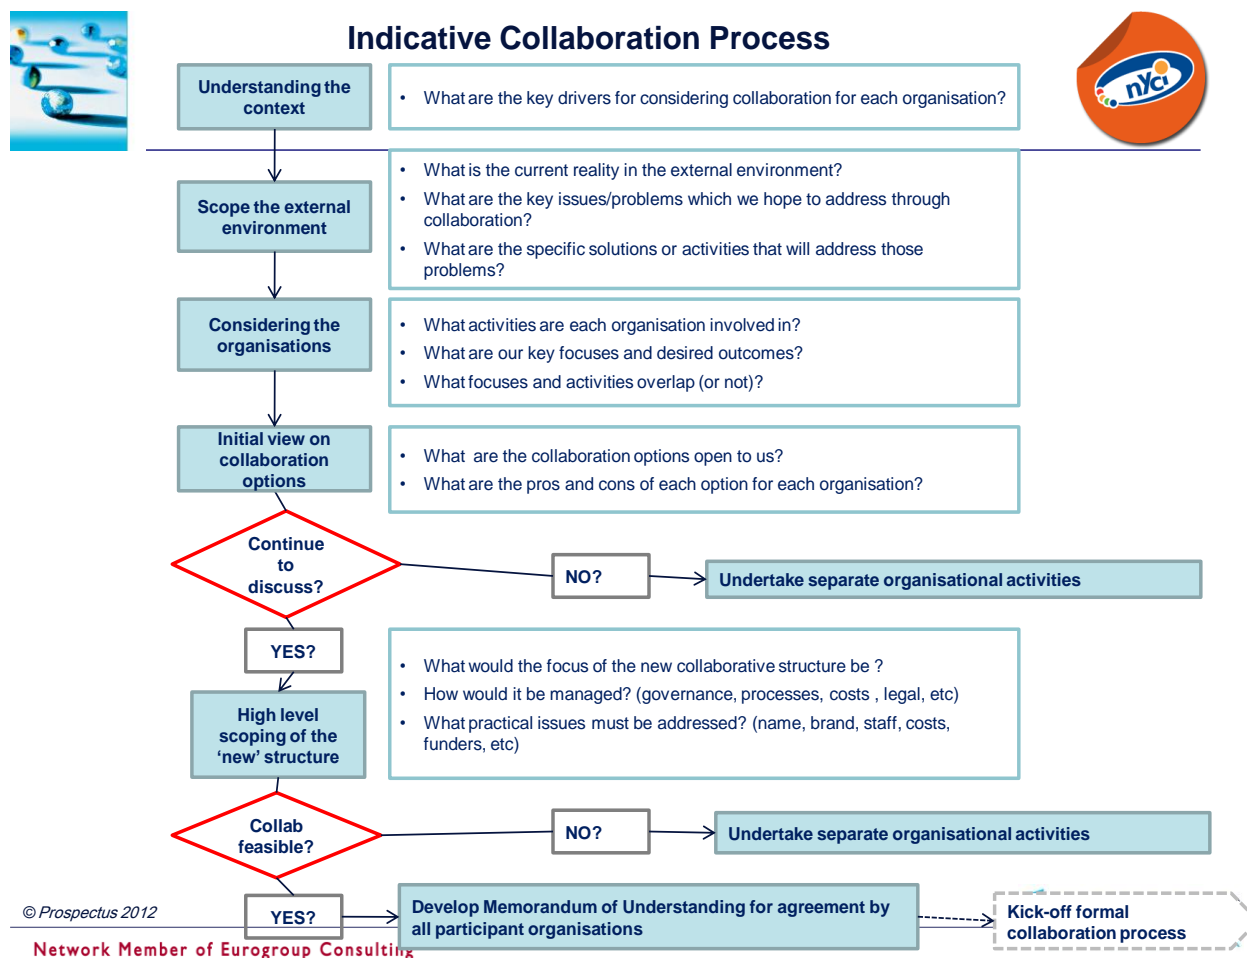 Indicative Collaboration Process
nYci
Understanding the
context
• What are the key drivers for considering collaboration for each organisation?
Scope the external
environment
• What is the current reality in the external environment?
• What are the key issues/problems which we hope to address through
collaboration?
• What are the specific solutions or activities that will address those
problems?
Considering the
organisations
• What activities are each organisation involved in?
• What are our key focuses and desired outcomes?
• What focuses and activities overlap (or not)?
Initial view on
collaboration
options
• What are the collaboration options open to us?
• What are the pros and cons of each option for each organisation?
Continue
to
discuss?
NO?
Undertake separate organisational activities
YES?
High level
scoping of the
‘new’ structure
• What would the focus of the new collaborative structure be ?
• How would it be managed? (governance, processes, costs , legal, etc)
• What practical issues must be addressed? (name, brand, staff, costs,
funders, etc)
Collab
feasible?
NO?
Undertake separate organisational activities
YES?
Develop Memorandum of Understanding for agreement by
all participant organisations
Kick-off formal
collaboration process
© Prospectus 2012
Network Member of Eurogroup Consulting